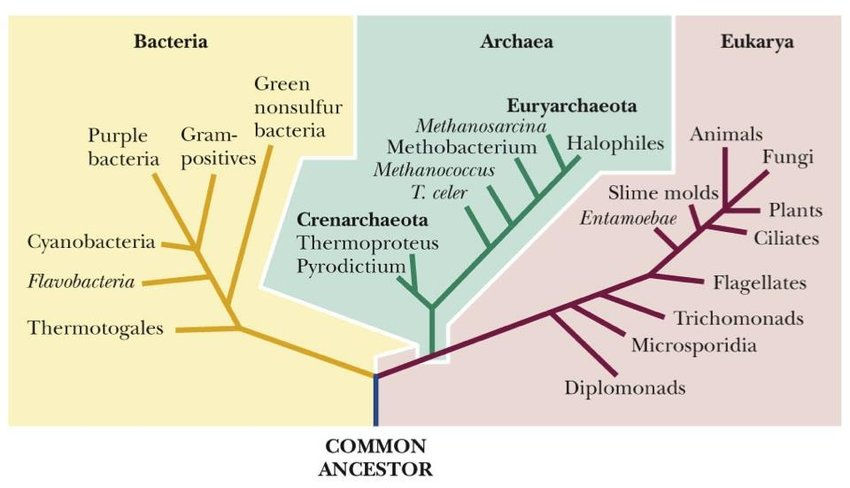 Bacteria
Archaea
Eukarya
Green
nonsulfur
bacteria
Purple
bacteria
Gram-
positives
Cyanobacteria
Flavobacteria
Thermotogales
Euryarchaeota
Methanosarcina
Methobacterium
Halophiles
Methanococcus
T. celer
Crenarchaeota
Thermoproteus
Pyrodictium
Animals
Fungi
Slime molds
Entamoebae
Plants
Ciliates
Flagellates
Trichomonads
Microsporidia
Diplomonads
COMMON
ANCESTOR